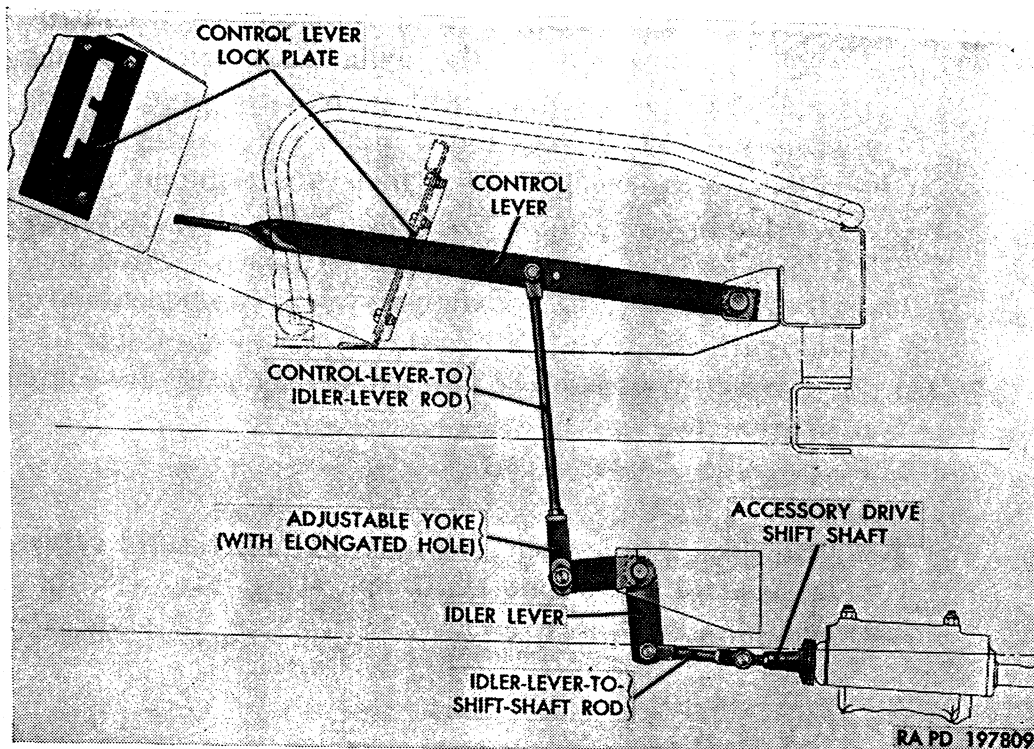 CONTROL LEVER
LOCK PLATE
CONTROL
LEVER
CONTROL-LEVER-TO
IDLER-LEVER ROD
ADJUSTABLE YOKE
(WITH ELONGATED HOLE)
ACCESSORY DRIVE
SHIFT SHAFT
IDLER LEVER
IDLER-LEVER-TO-
SHIFT-SHAFT ROD
RA PD 197809